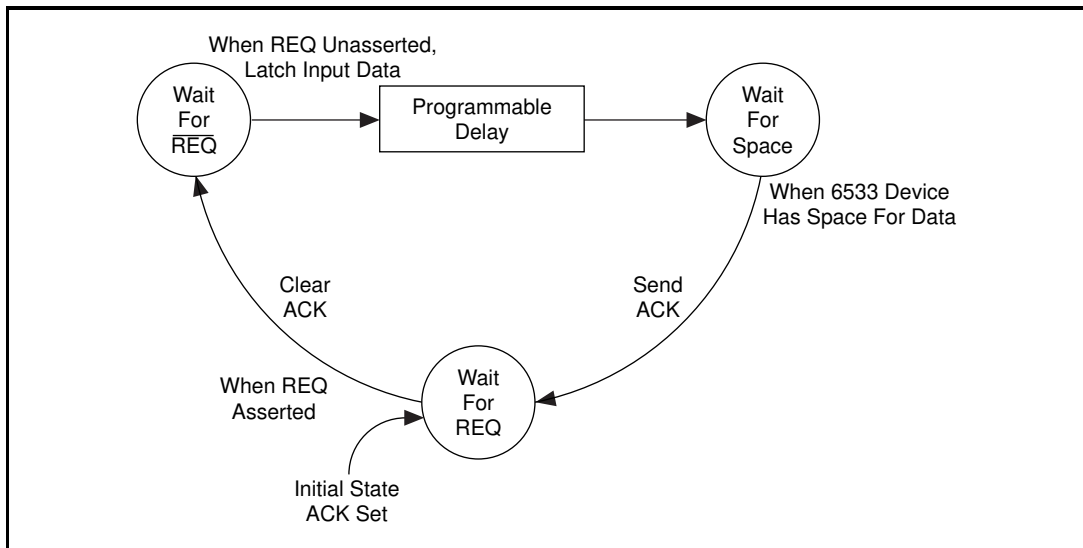 When REQ Unasserted,
Latch Input Data
Wait
For
R̅E̅Q̅
Programmable
Delay
Wait
For
Space
When 6533 Device
Has Space For Data
Clear
ACK
Send
ACK
When REQ
Asserted
Wait
For
REQ
Initial State
ACK Set